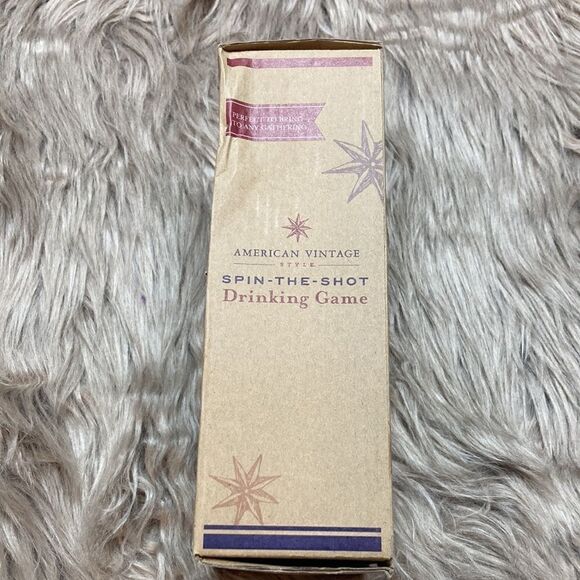 PERFECT TO BRING
TO ANY GATHERING
AMERICAN VINTAGE
STYLE
SPIN-THE-SHOT
Drinking Game